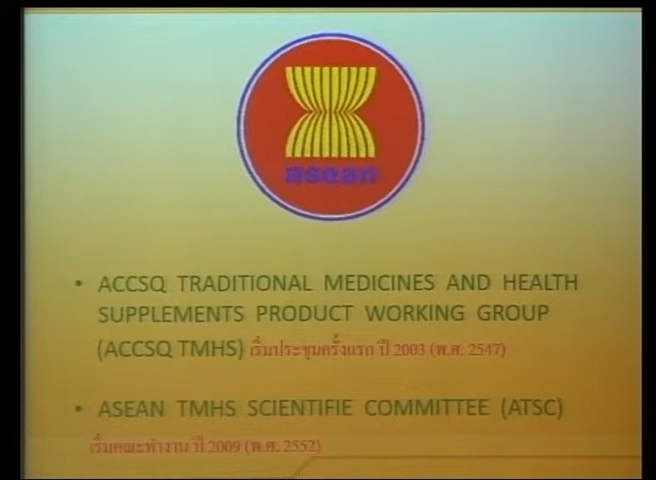 asean
• ACCSQ TRADITIONAL MEDICINES AND HEALTH
SUPPLEMENTS PRODUCT WORKING GROUP
(ACCSQ TMHS) เริ่มประชุมครั้งแรก ปี 2003 (พ.ศ. 2547)
• ASEAN TMHS SCIENTIFIE COMMITTEE (ATSC)
เริ่มคณะทำงาน ปี 2009 (พ.ศ. 2552)